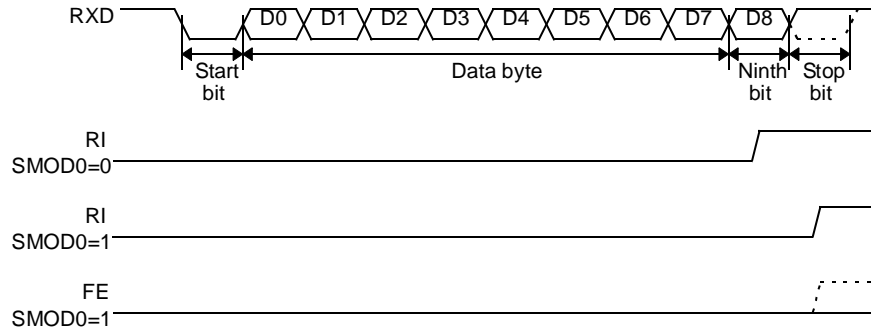 RXD
D0 D1 D2 D3 D4 D5 D6 D7 D8
Start bit
Data byte
Ninth bit
Stop bit
RI
SMOD0=0
RI
SMOD0=1
FE
SMOD0=1